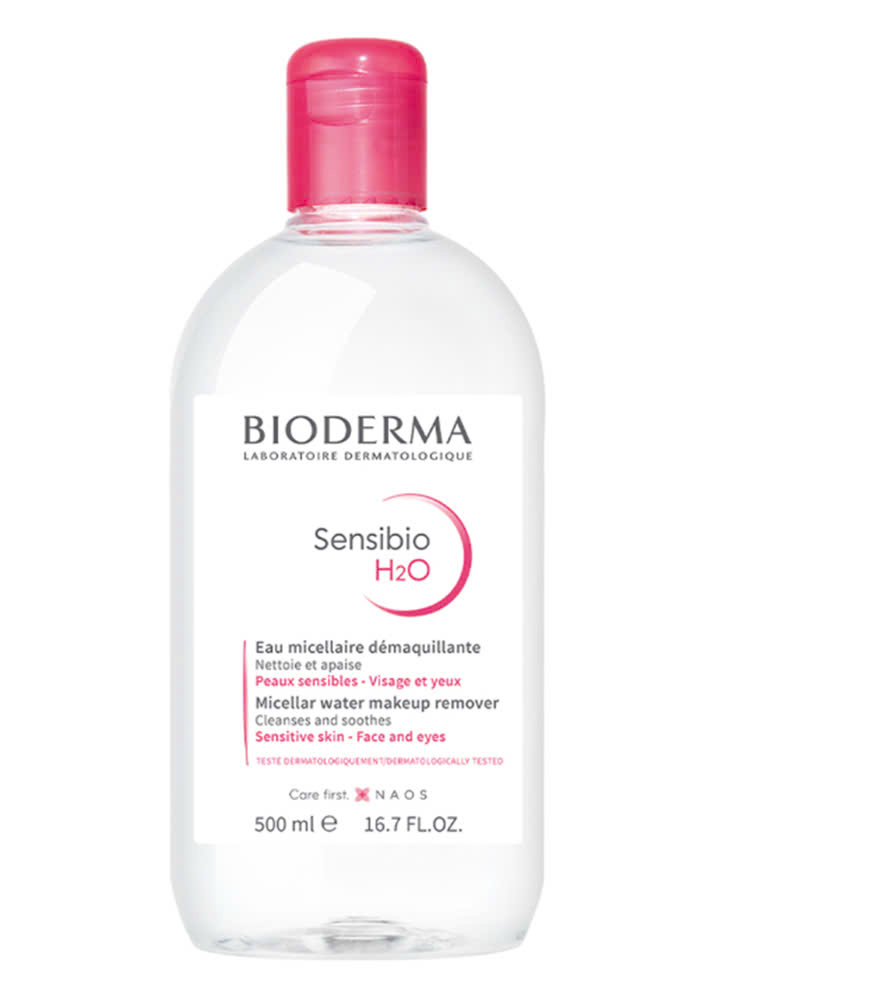 BIODERMA
LABORATOIRE DERMATOLOGIQUE
Sensibio
H2O
Eau micellaire démaquillante
Nettoie et apaise
Peaux sensibles - Visage et yeux
Micellar water makeup remover
Cleanses and soothes
Sensitive skin - Face and eyes
TESTÉ DERMATOLOGIQUEMENT/DERMATOLOGICALLY TESTED
Care first. NAOS
500 ml ℮ 16.7 FL.OZ.